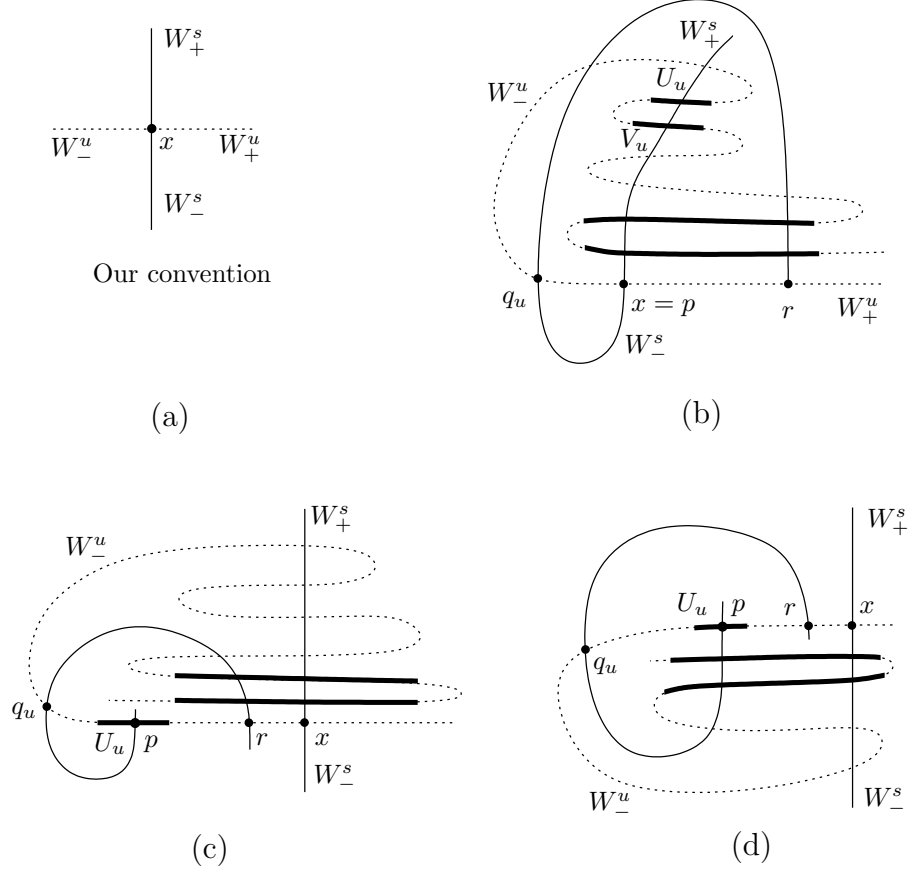 W^s_+
W^u_-
x
W^u_+
W^s_-
Our convention
(a)
W^s_+
U_u
W^u_-
V_u
q_u
x = p
r
W^u_+
W^s_-
(b)
W^s_+
W^u_-
q_u
U_u
p
r
x
W^s_-
(c)
W^s_+
U_u
p
r
x
q_u
W^u_-
W^s_-
(d)